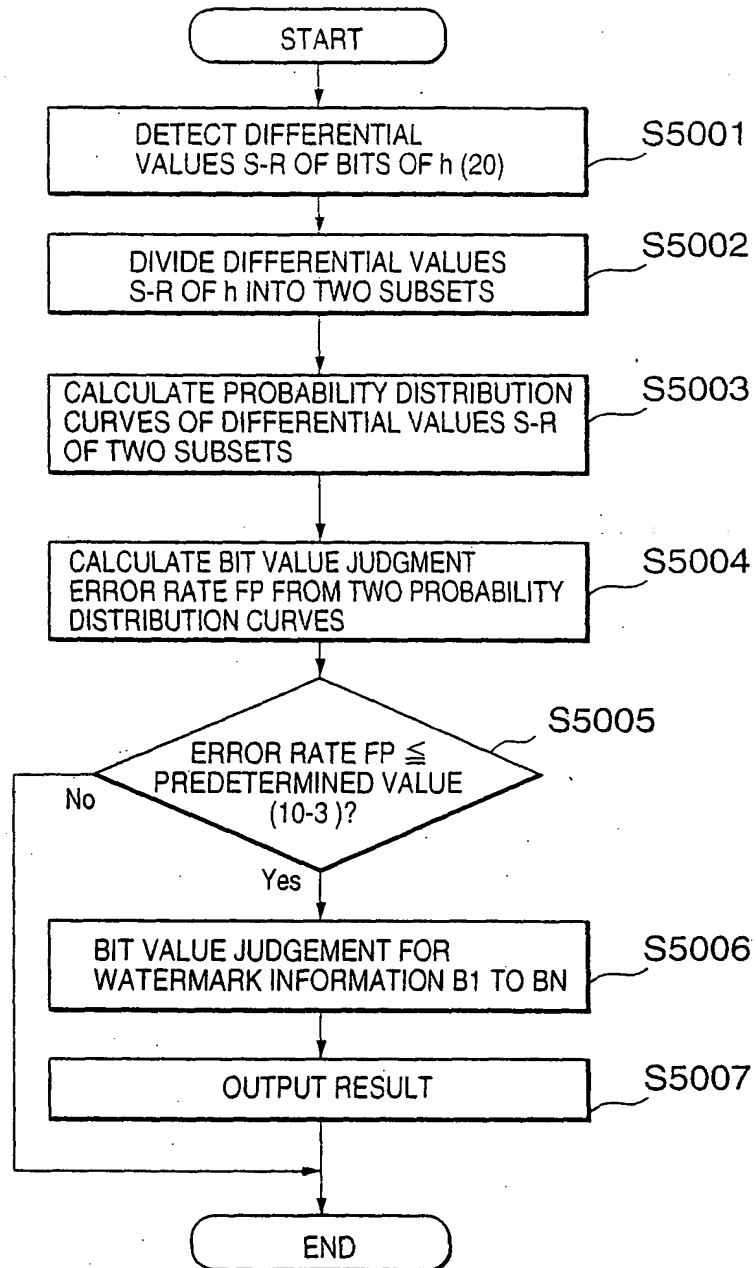 START
DETECT DIFFERENTIAL
VALUES S-R OF BITS OF h (20)
S5001
DIVIDE DIFFERENTIAL VALUES
S-R OF h INTO TWO SUBSETS
S5002
CALCULATE PROBABILITY DISTRIBUTION
CURVES OF DIFFERENTIAL VALUES S-R
OF TWO SUBSETS
S5003
CALCULATE BIT VALUE JUDGMENT
ERROR RATE FP FROM TWO PROBABILITY
DISTRIBUTION CURVES
S5004
ERROR RATE FP ≦
PREDETERMINED VALUE
(10-3 )?
S5005
No
Yes
BIT VALUE JUDGEMENT FOR
WATERMARK INFORMATION B1 TO BN
S5006
OUTPUT RESULT
S5007
END